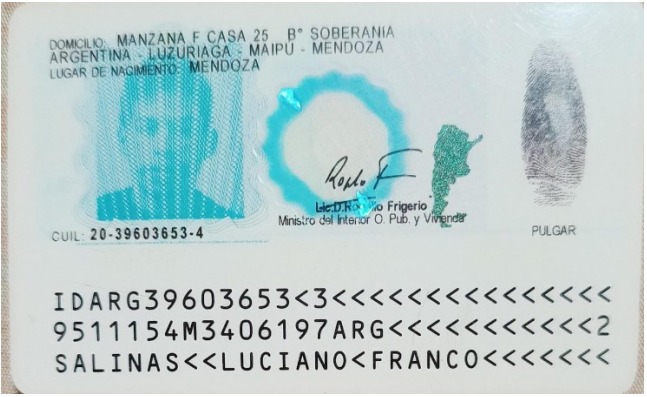 DOMICILIO: MANZANA F CASA 25 B° SOBERANIA
ARGENTINA - LUZURIAGA - MAIPU - MENDOZA
LUGAR DE NACIMIENTO: MENDOZA
Lic. D. Frigerio
Ministro del Interior O. Pub. y Vivienda
PULGAR
CUIL: 20-39603653-4
IDARG39603653<3<<<<<<<<<<<<<<<
9511154M3406197ARG<<<<<<<<<<<2
SALINAS<<LUCIANO<FRANCO<<<<<<<